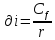 ∂i = C_f / r